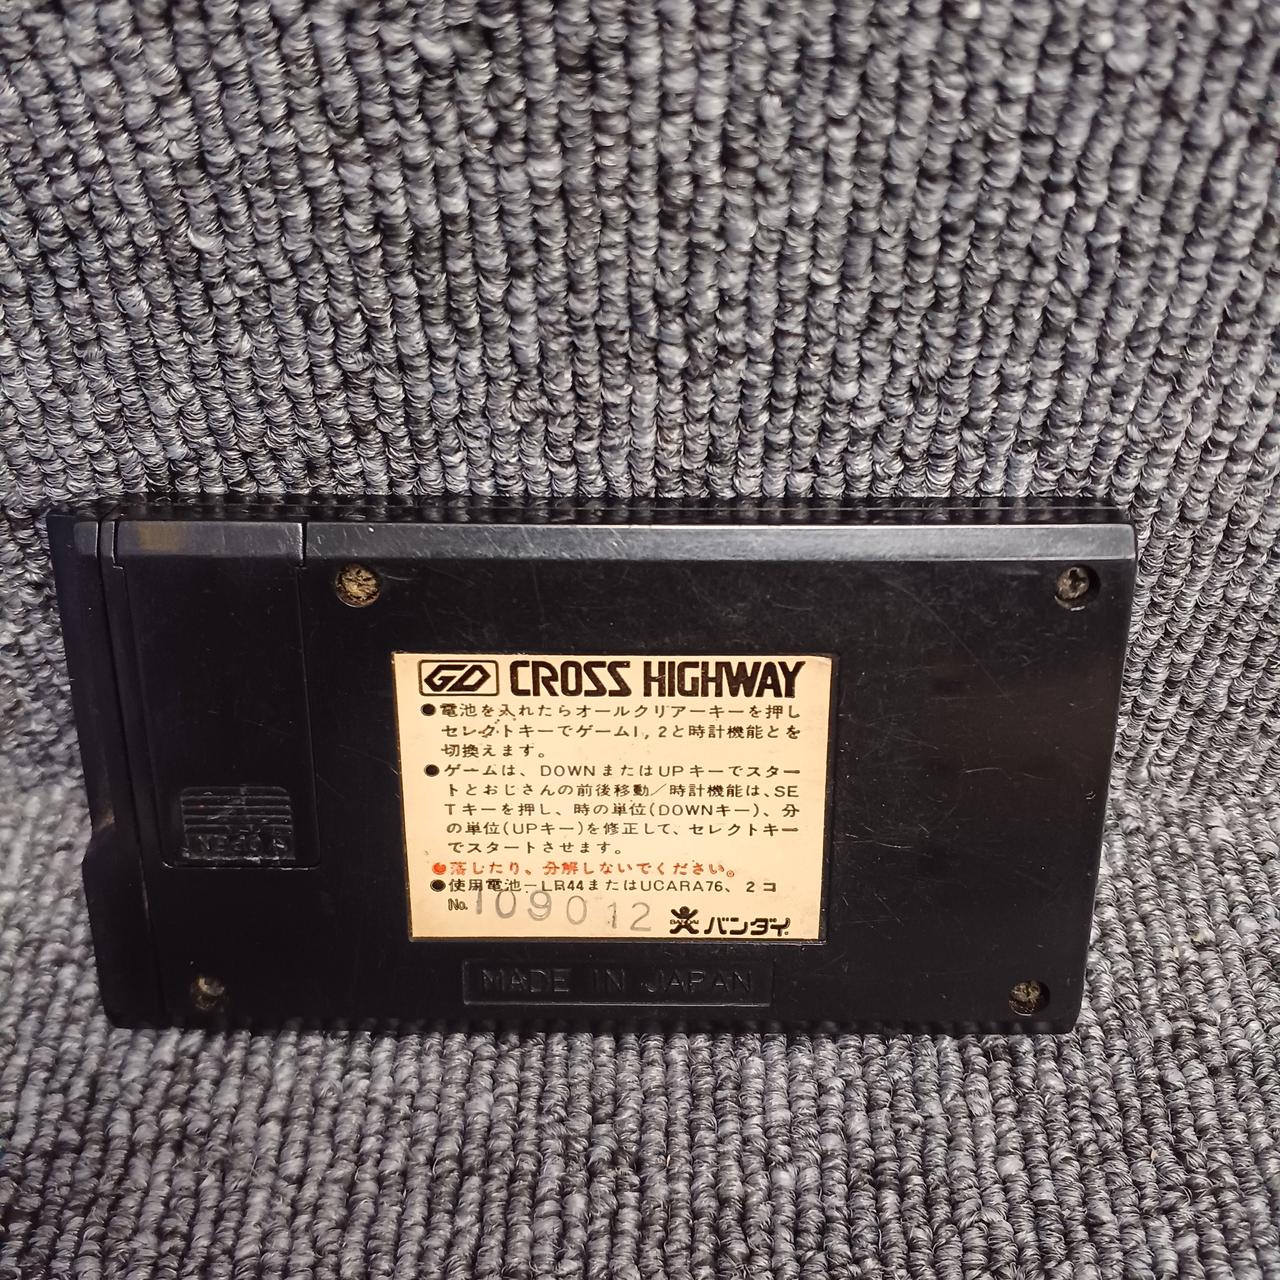 GD CROSS HIGHWAY
●電池を入れたらオールクリアーキーを押し
セレクトキーでゲーム1, 2と時計機能とを
切換えます。
●ゲームは、DOWNまたはUPキーでスター
トとおじさんの前後移動／時計機能は、SE
Tキーを押し、時の単位(DOWNキー)、分
の単位(UPキー)を修正して、セレクトキー
でスタートさせます。
●落したり、分解しないでください。
●使用電池－LR44またはUCARA76、2コ
No. 109012 BANDAI バンダイ
MADE IN JAPAN